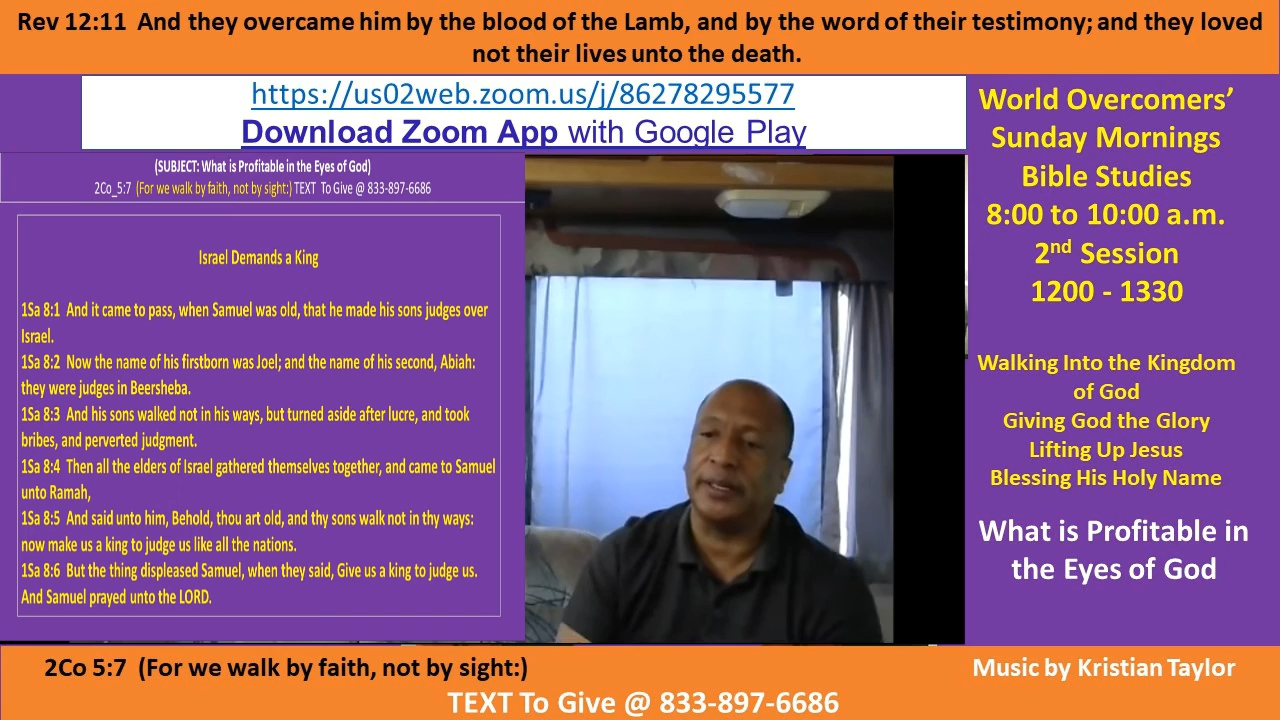 Rev 12:11 And they overcame him by the blood of the Lamb, and by the word of their testimony; and they loved
not their lives unto the death.
https://us02web.zoom.us/j/86278295577
Download Zoom App with Google Play
(SUBJECT: What is Profitable in the Eyes of God)
2Co_5:7 (For we walk by faith, not by sight:) TEXT To Give @ 833-897-6686
Israel Demands a King
1Sa 8:1 And it came to pass, when Samuel was old, that he made his sons judges over
Israel.
1Sa 8:2 Now the name of his firstborn was Joel; and the name of his second, Abiah:
they were judges in Beersheba.
1Sa 8:3 And his sons walked not in his ways, but turned aside after lucre, and took
bribes, and perverted judgment.
1Sa 8:4 Then all the elders of Israel gathered themselves together, and came to Samuel
unto Ramah,
1Sa 8:5 And said unto him, Behold, thou art old, and thy sons walk not in thy ways:
now make us a king to judge us like all the nations.
1Sa 8:6 But the thing displeased Samuel, when they said, Give us a king to judge us.
And Samuel prayed unto the LORD.
World Overcomers’
Sunday Mornings
Bible Studies
8:00 to 10:00 a.m.
2nd Session
1200 - 1330
Walking Into the Kingdom
of God
Giving God the Glory
Lifting Up Jesus
Blessing His Holy Name
What is Profitable in
the Eyes of God
2Co 5:7 (For we walk by faith, not by sight:)
Music by Kristian Taylor
TEXT To Give @ 833-897-6686